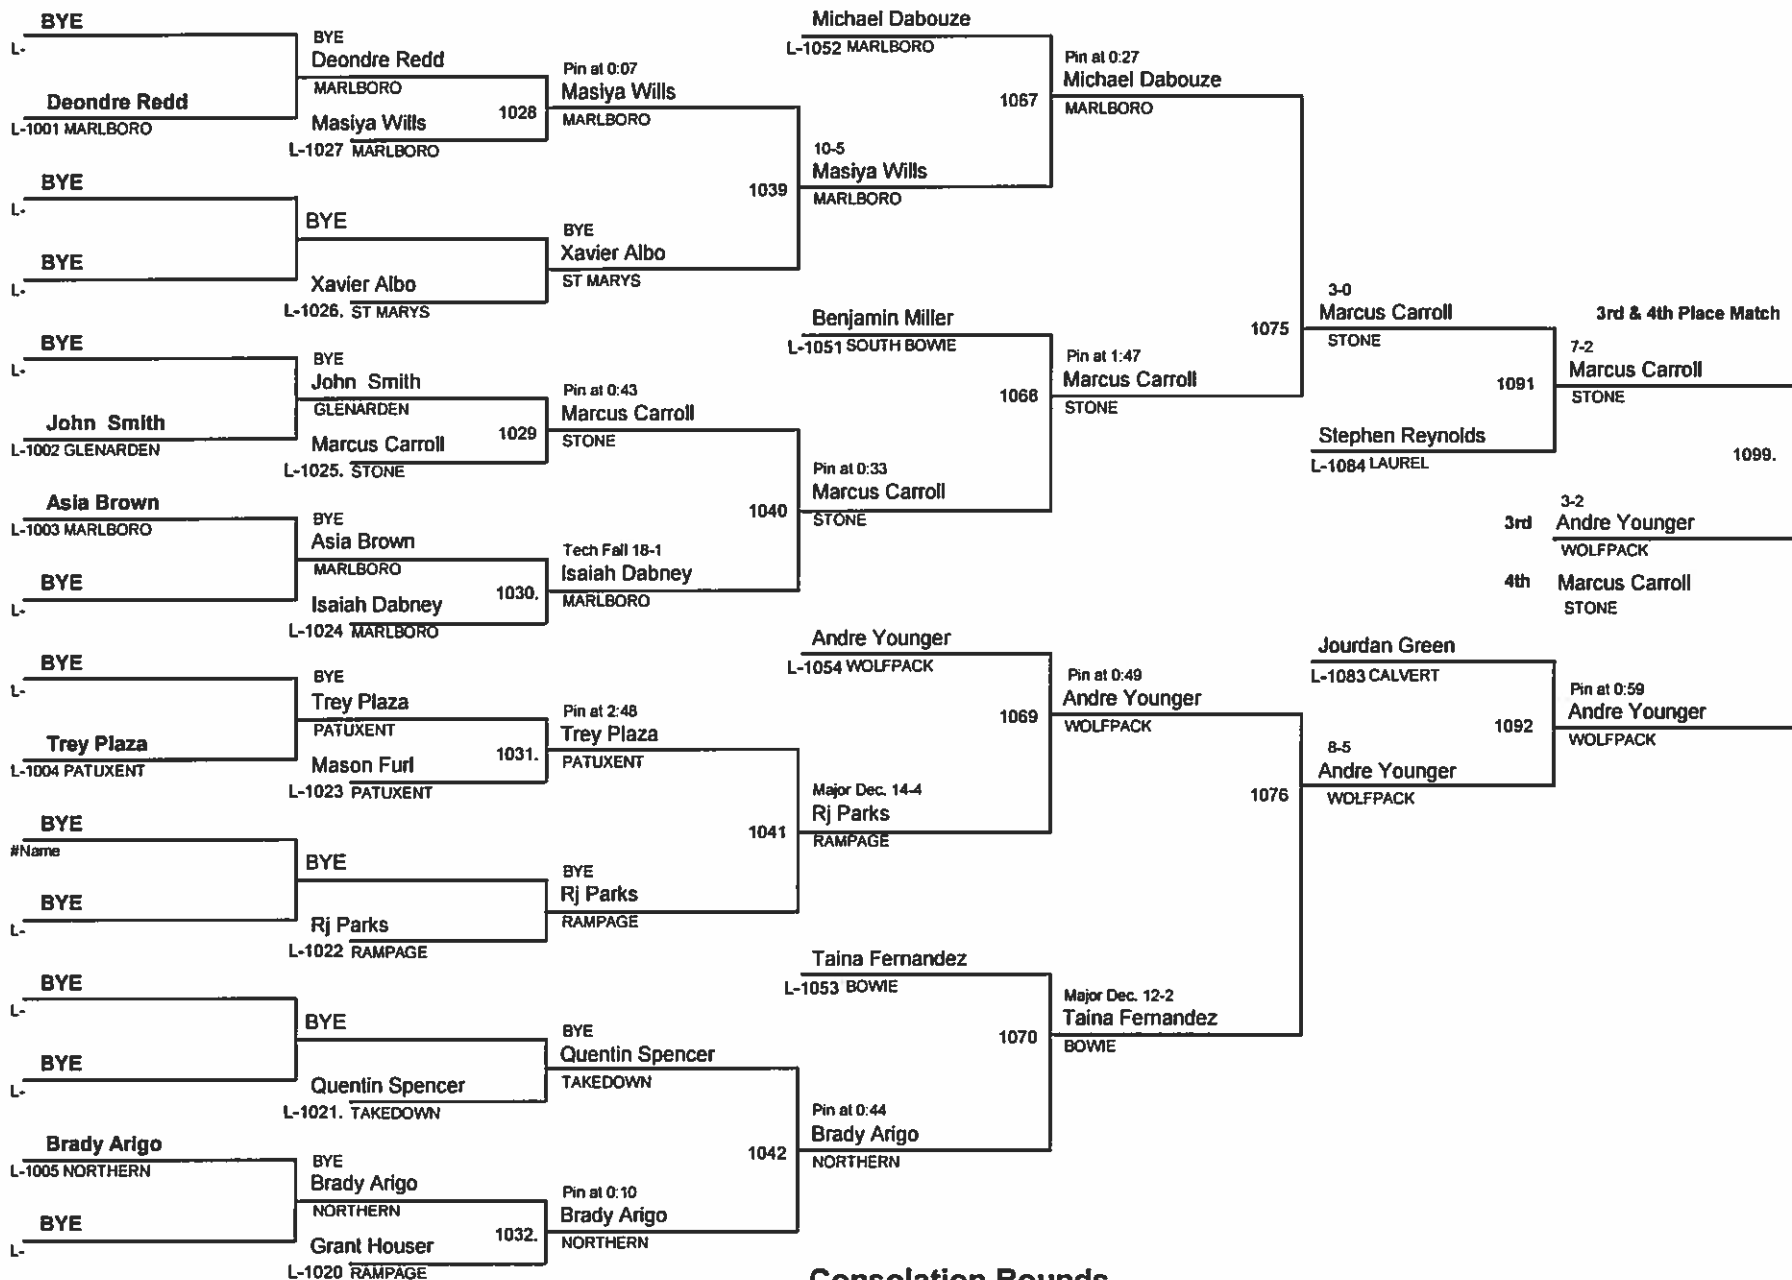 BYE
L-
Deondre Redd
L-1001 MARLBORO
BYE
L-
BYE
L-
BYE
L-
John Smith
L-1002 GLENARDEN
Asia Brown
L-1003 MARLBORO
BYE
L-
BYE
L-
Trey Plaza
L-1004 PATUXENT
BYE
#Name
BYE
L-
BYE
L-
BYE
L-
Brady Arigo
L-1005 NORTHERN
BYE
L-
BYE
Deondre Redd
MARLBORO
1028
Masiya Wills
L-1027 MARLBORO
BYE
Xavier Albo
L-1026. ST MARYS
BYE
John Smith
GLENARDEN
1029
Marcus Carroll
L-1025. STONE
BYE
Asia Brown
MARLBORO
1030.
Isaiah Dabney
L-1024 MARLBORO
BYE
Trey Plaza
PATUXENT
1031.
Mason Furl
L-1023 PATUXENT
BYE
Rj Parks
L-1022 RAMPAGE
BYE
Quentin Spencer
L-1021. TAKEDOWN
BYE
Brady Arigo
NORTHERN
1032.
Grant Houser
L-1020 RAMPAGE
Pin at 0:07
Masiya Wills
MARLBORO
1039
BYE
Xavier Albo
ST MARYS
Pin at 0:43
Marcus Carroll
STONE
1040
Tech Fall 18-1
Isaiah Dabney
MARLBORO
Pin at 2:48
Trey Plaza
PATUXENT
1041
BYE
Rj Parks
RAMPAGE
BYE
Quentin Spencer
TAKEDOWN
1042
Pin at 0:10
Brady Arigo
NORTHERN
Michael Dabouze
L-1052 MARLBORO
1067
10-5
Masiya Wills
MARLBORO
Benjamin Miller
L-1051 SOUTH BOWIE
1068
Pin at 0:33
Marcus Carroll
STONE
Andre Younger
L-1054 WOLFPACK
1069
Major Dec. 14-4
Rj Parks
RAMPAGE
Taina Fernandez
L-1053 BOWIE
1070
Pin at 0:44
Brady Arigo
NORTHERN
Pin at 0:27
Michael Dabouze
MARLBORO
1075
Pin at 1:47
Marcus Carroll
STONE
Pin at 0:49
Andre Younger
WOLFPACK
1076
Major Dec. 12-2
Taina Fernandez
BOWIE
3-0
Marcus Carroll
STONE
1091
Stephen Reynolds
L-1084 LAUREL
Jourdan Green
L-1083 CALVERT
1092
8-5
Andre Younger
WOLFPACK
3rd & 4th Place Match
7-2
Marcus Carroll
STONE
1099.
3-2
3rd Andre Younger
WOLFPACK
4th Marcus Carroll
STONE
Pin at 0:59
Andre Younger
WOLFPACK
Consolation Rounds